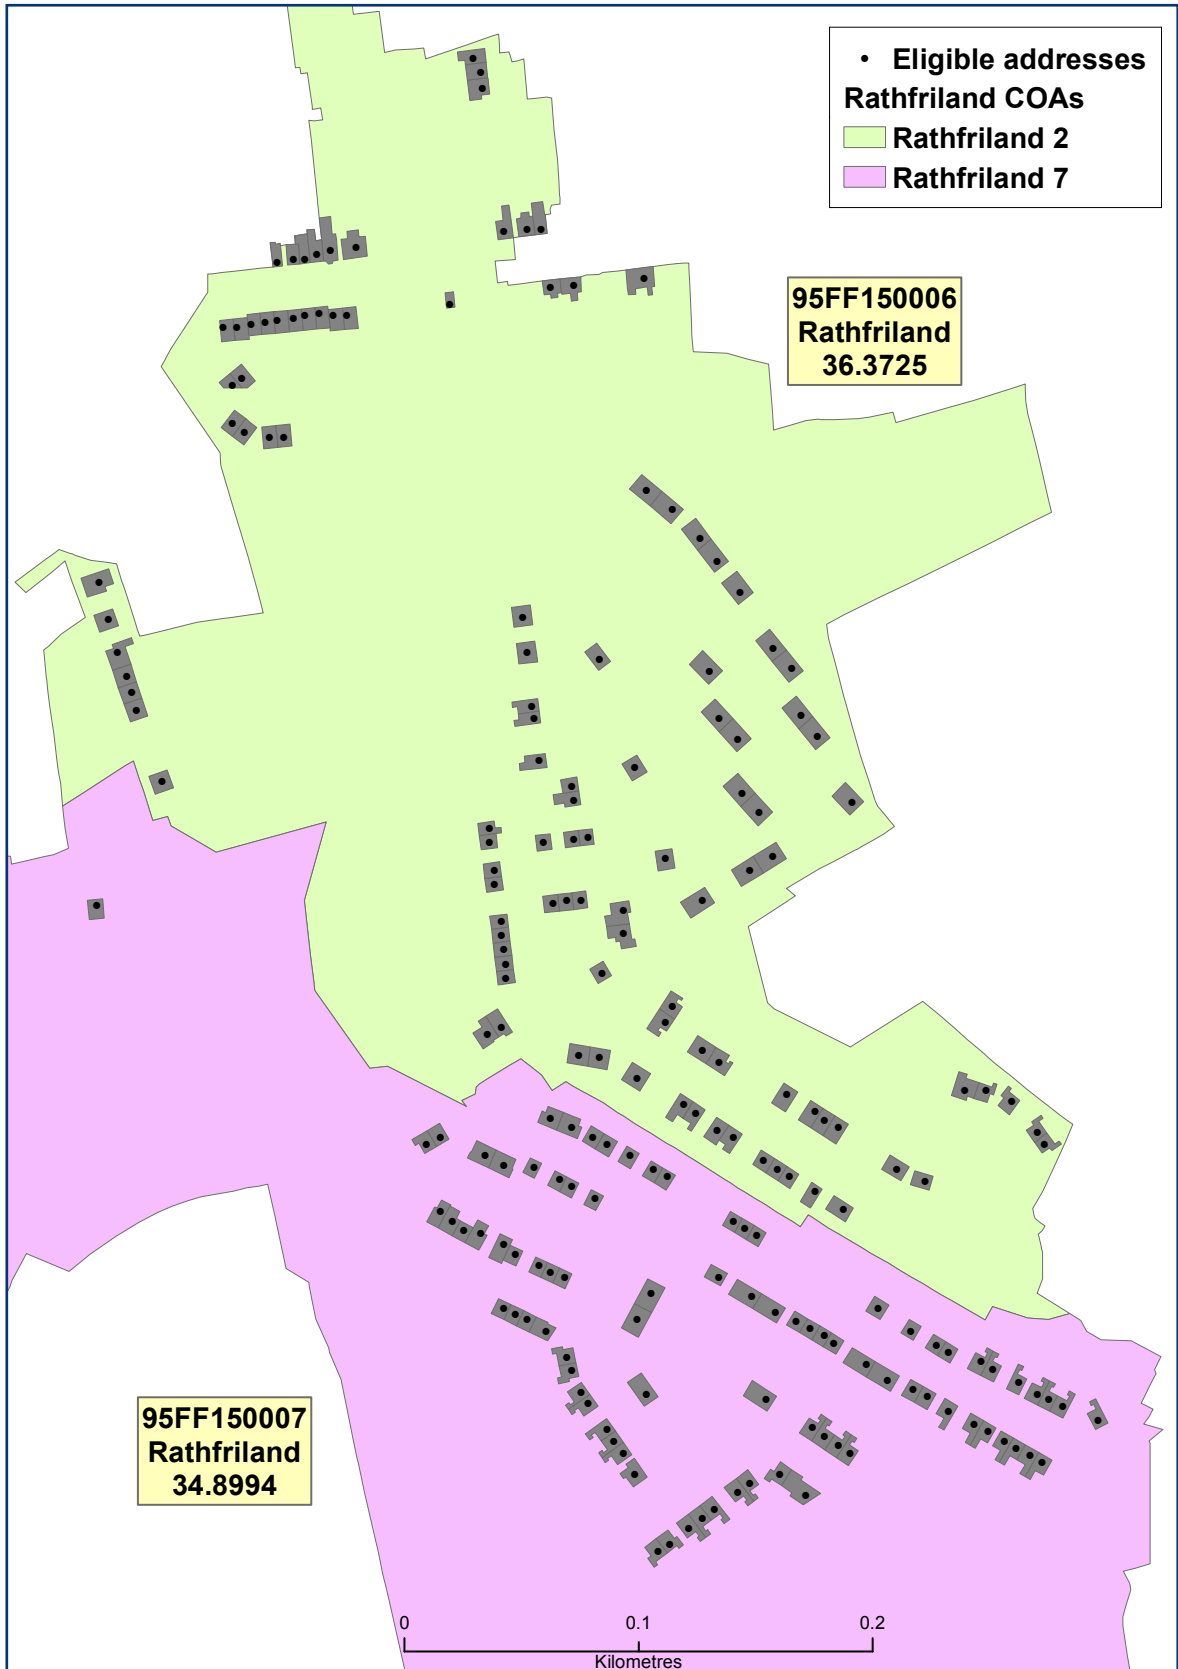 Eligible addresses
Rathfriland COAs
Rathfriland 2
Rathfriland 7
95FF150006
Rathfriland
36.3725
95FF150007
Rathfriland
34.8994
0 0.1 0.2
Kilometres